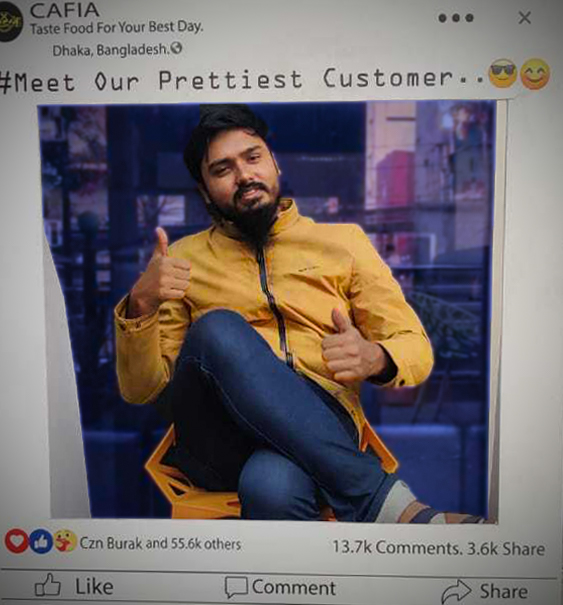 CAFIA
Taste Food For Your Best Day.
Dhaka, Bangladesh.
#Meet Our Prettiest Customer..😎😊
Czn Burak and 55.6k others
13.7k Comments. 3.6k Share
Like
Comment
Share